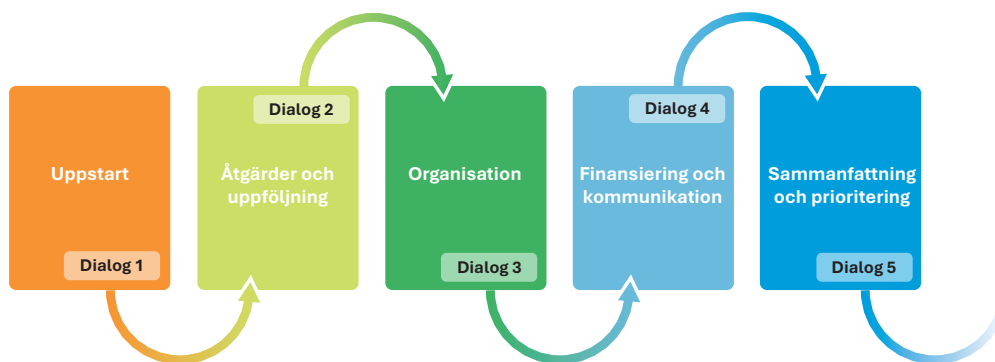 Uppstart
Dialog 1
Dialog 2
Åtgärder och
uppföljning
Organisation
Dialog 3
Dialog 4
Finansiering och
kommunikation
Sammanfattning
och prioritering
Dialog 5